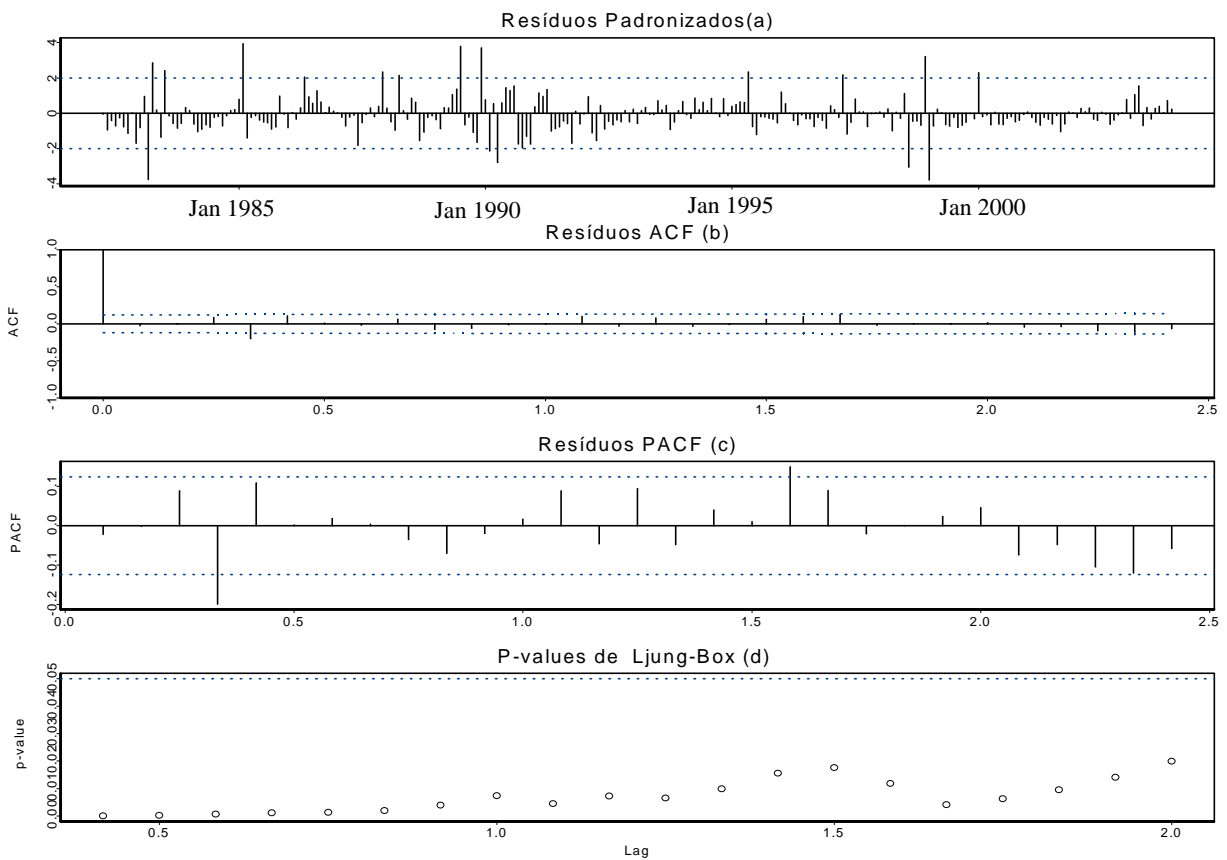 Resíduos Padronizados(a)
4
2
0
-2
-4
Jan 1985 Jan 1990 Jan 1995 Jan 2000
Resíduos ACF (b)
ACF
1.0
0.5
0.0
-0.5
-1.0
0.0 0.5 1.0 1.5 2.0 2.5
Resíduos PACF (c)
PACF
0.1
0.0
-0.1
-0.2
0.0 0.5 1.0 1.5 2.0 2.5
P-values de Ljung-Box (d)
p-value
0.05
0.04
0.03
0.02
0.01
0.0
0.5 1.0 1.5 2.0
Lag